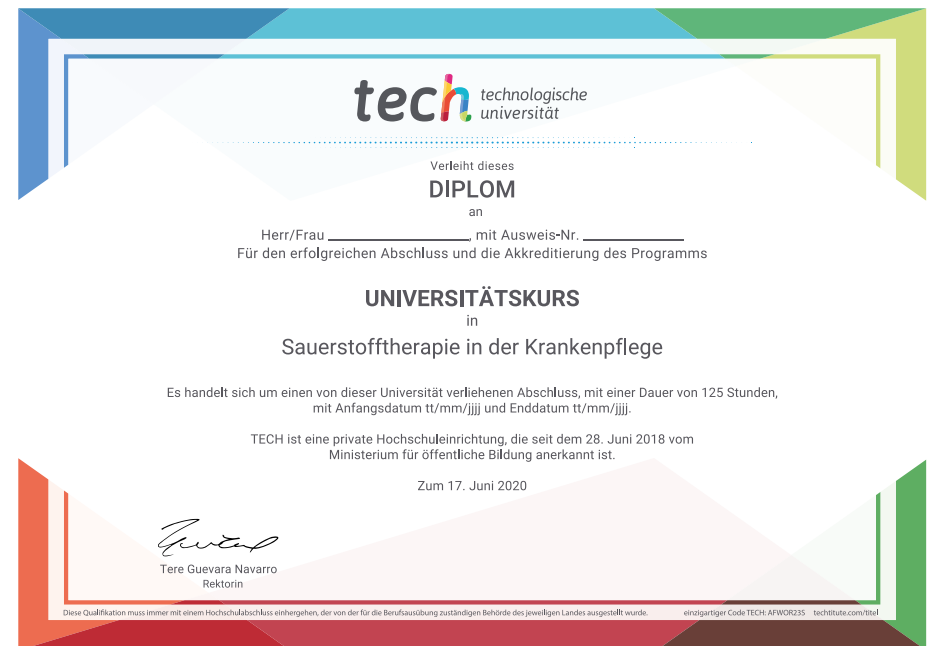 tech technologische
universität
Verleiht dieses
DIPLOM
an
Herr/Frau ____________, mit Ausweis-Nr. ____________
Für den erfolgreichen Abschluss und die Akkreditierung des Programms
UNIVERSITÄTSKURS
in
Sauerstofftherapie in der Krankenpflege
Es handelt sich um einen von dieser Universität verliehenen Abschluss, mit einer Dauer von 125 Stunden,
mit Anfangsdatum tt/mm/jjjj und Enddatum tt/mm/jjjj.
TECH ist eine private Hochschuleinrichtung, die seit dem 28. Juni 2018 vom
Ministerium für öffentliche Bildung anerkannt ist.
Zum 17. Juni 2020
Tere Guevara Navarro
Rektorin
Diese Qualifikation muss immer mit einem Hochschulabschluss einhergehen, der von der für die Berufsausübung zuständigen Behörde des jeweiligen Landes ausgestellt wurde. einzigartiger Code TECH: AFWOR23S techtitute.com/titel